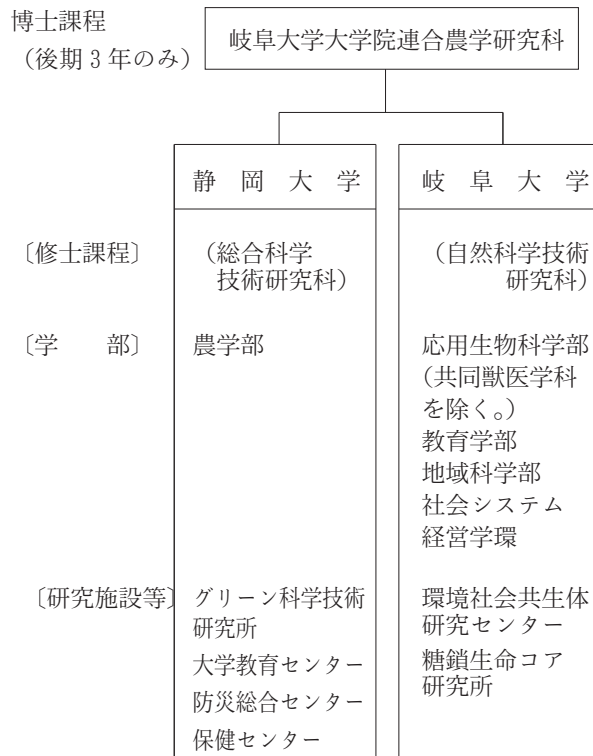 博士課程
（後期3年のみ）
岐阜大学大学院連合農学研究科
静岡大学
岐阜大学
〔修士課程〕
（総合科学
技術研究科）
（自然科学技術
研究科）
〔学　部〕
農学部
応用生物科学部
（共同獣医学科
を除く。）
教育学部
地域科学部
社会システム
経営学環
〔研究施設等〕
グリーン科学技術
研究所
大学教育センター
防災総合センター
保健センター
環境社会共生体
研究センター
糖鎖生命コア
研究所